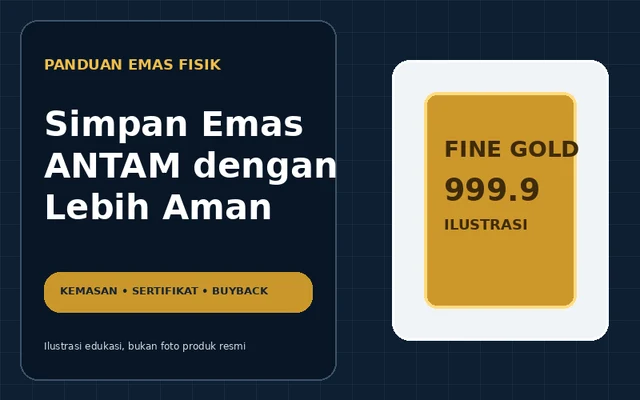 PANDUAN EMAS FISIK
Simpan Emas
ANTAM dengan
Lebih Aman
KEMASAN • SERTIFIKAT • BUYBACK
Ilustrasi edukasi, bukan foto produk resmi
FINE GOLD
999.9
ILUSTRASI